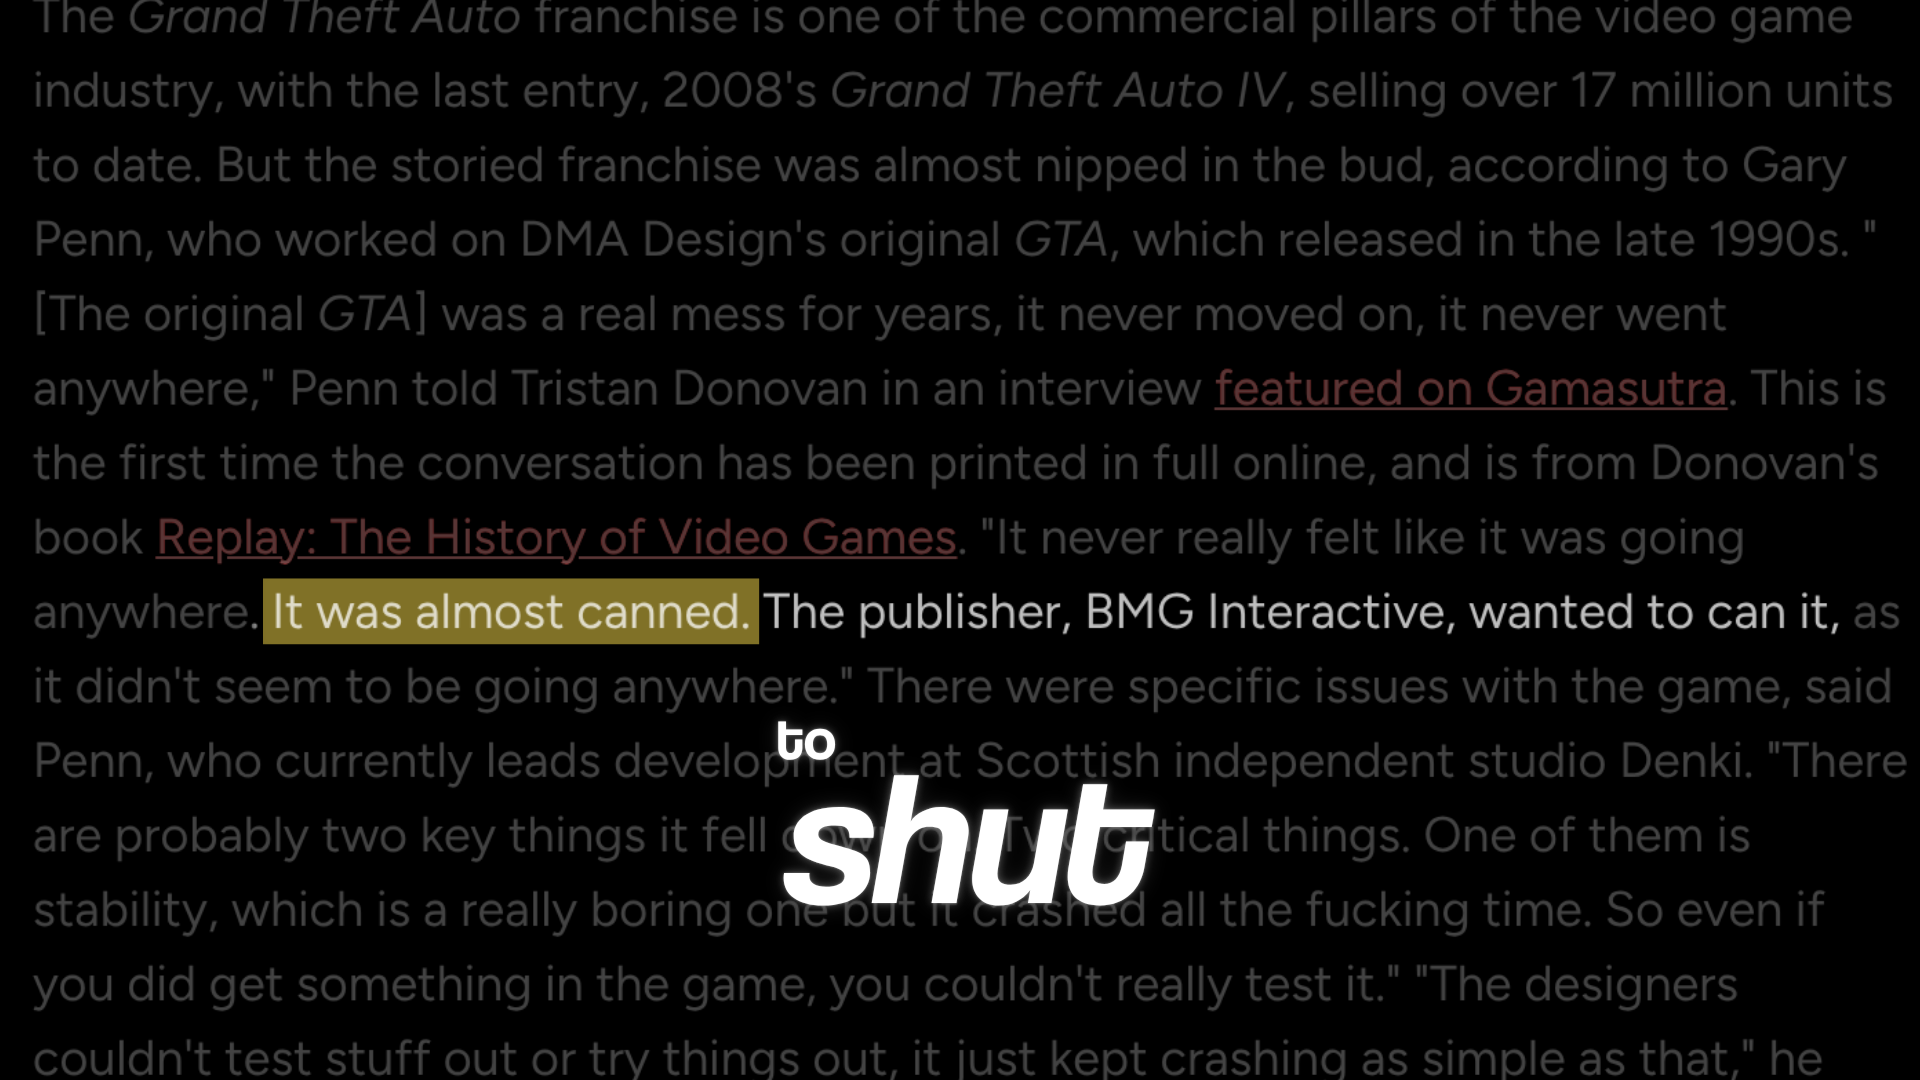 The Grand Theft Auto franchise is one of the commercial pillars of the video game
industry, with the last entry, 2008's Grand Theft Auto IV, selling over 17 million units
to date. But the storied franchise was almost nipped in the bud, according to Gary
Penn, who worked on DMA Design's original GTA, which released in the late 1990s. "
[The original GTA] was a real mess for years, it never moved on, it never went
anywhere," Penn told Tristan Donovan in an interview featured on Gamasutra. This is
the first time the conversation has been printed in full online, and is from Donovan's
book Replay: The History of Video Games. "It never really felt like it was going
anywhere. It was almost canned. The publisher, BMG Interactive, wanted to can it, as
it didn't seem to be going anywhere." There were specific issues with the game, said
to
Penn, who currently leads development at Scottish independent studio Denki. "There
shut
are probably two key things it fell critical things. One of them is
stability, which is a really boring one but it crashed all the fucking time. So even if
you did get something in the game, you couldn't really test it." "The designers
couldn't test stuff out or try things out, it just kept crashing as simple as that," he